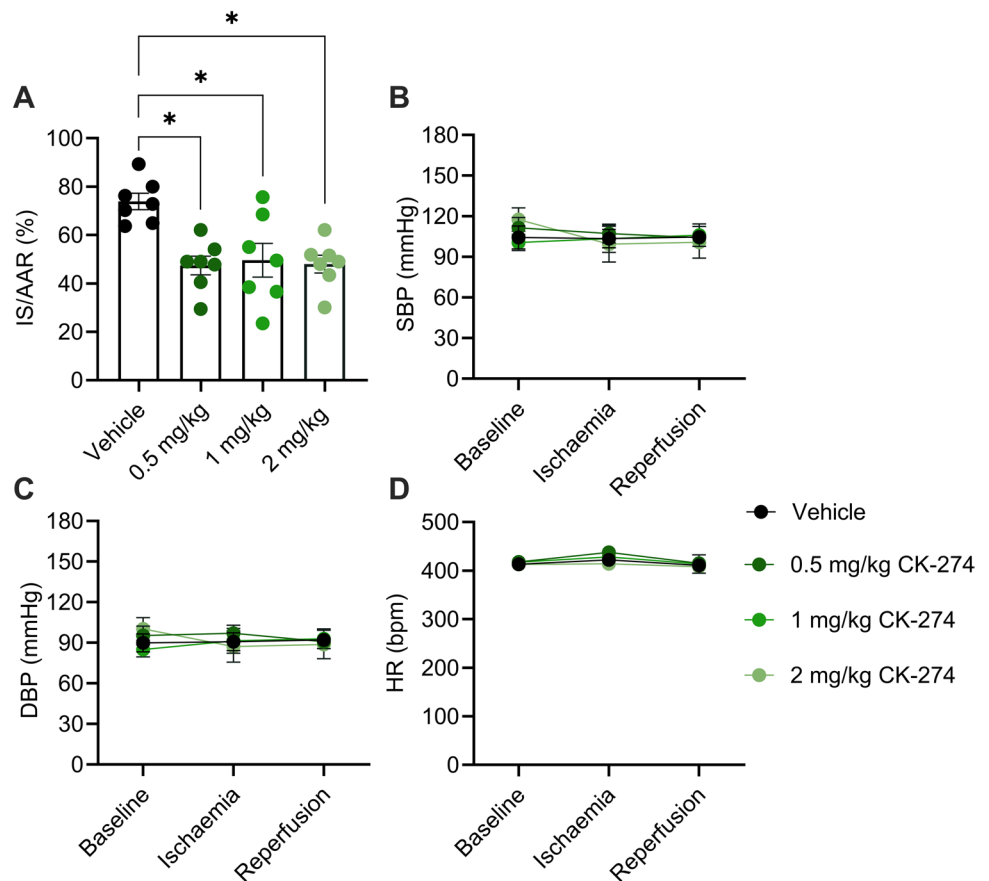 *
*
*
A
IS/AAR (%)
100
80
60
40
20
0
Vehicle
0.5 mg/kg
1 mg/kg
2 mg/kg
B
SBP (mmHg)
180
150
120
90
60
30
0
Baseline
Ischaemia
Reperfusion
C
DBP (mmHg)
180
150
120
90
60
30
0
Baseline
Ischaemia
Reperfusion
D
HR (bpm)
500
400
300
200
100
0
Baseline
Ischaemia
Reperfusion
Vehicle
0.5 mg/kg CK-274
1 mg/kg CK-274
2 mg/kg CK-274